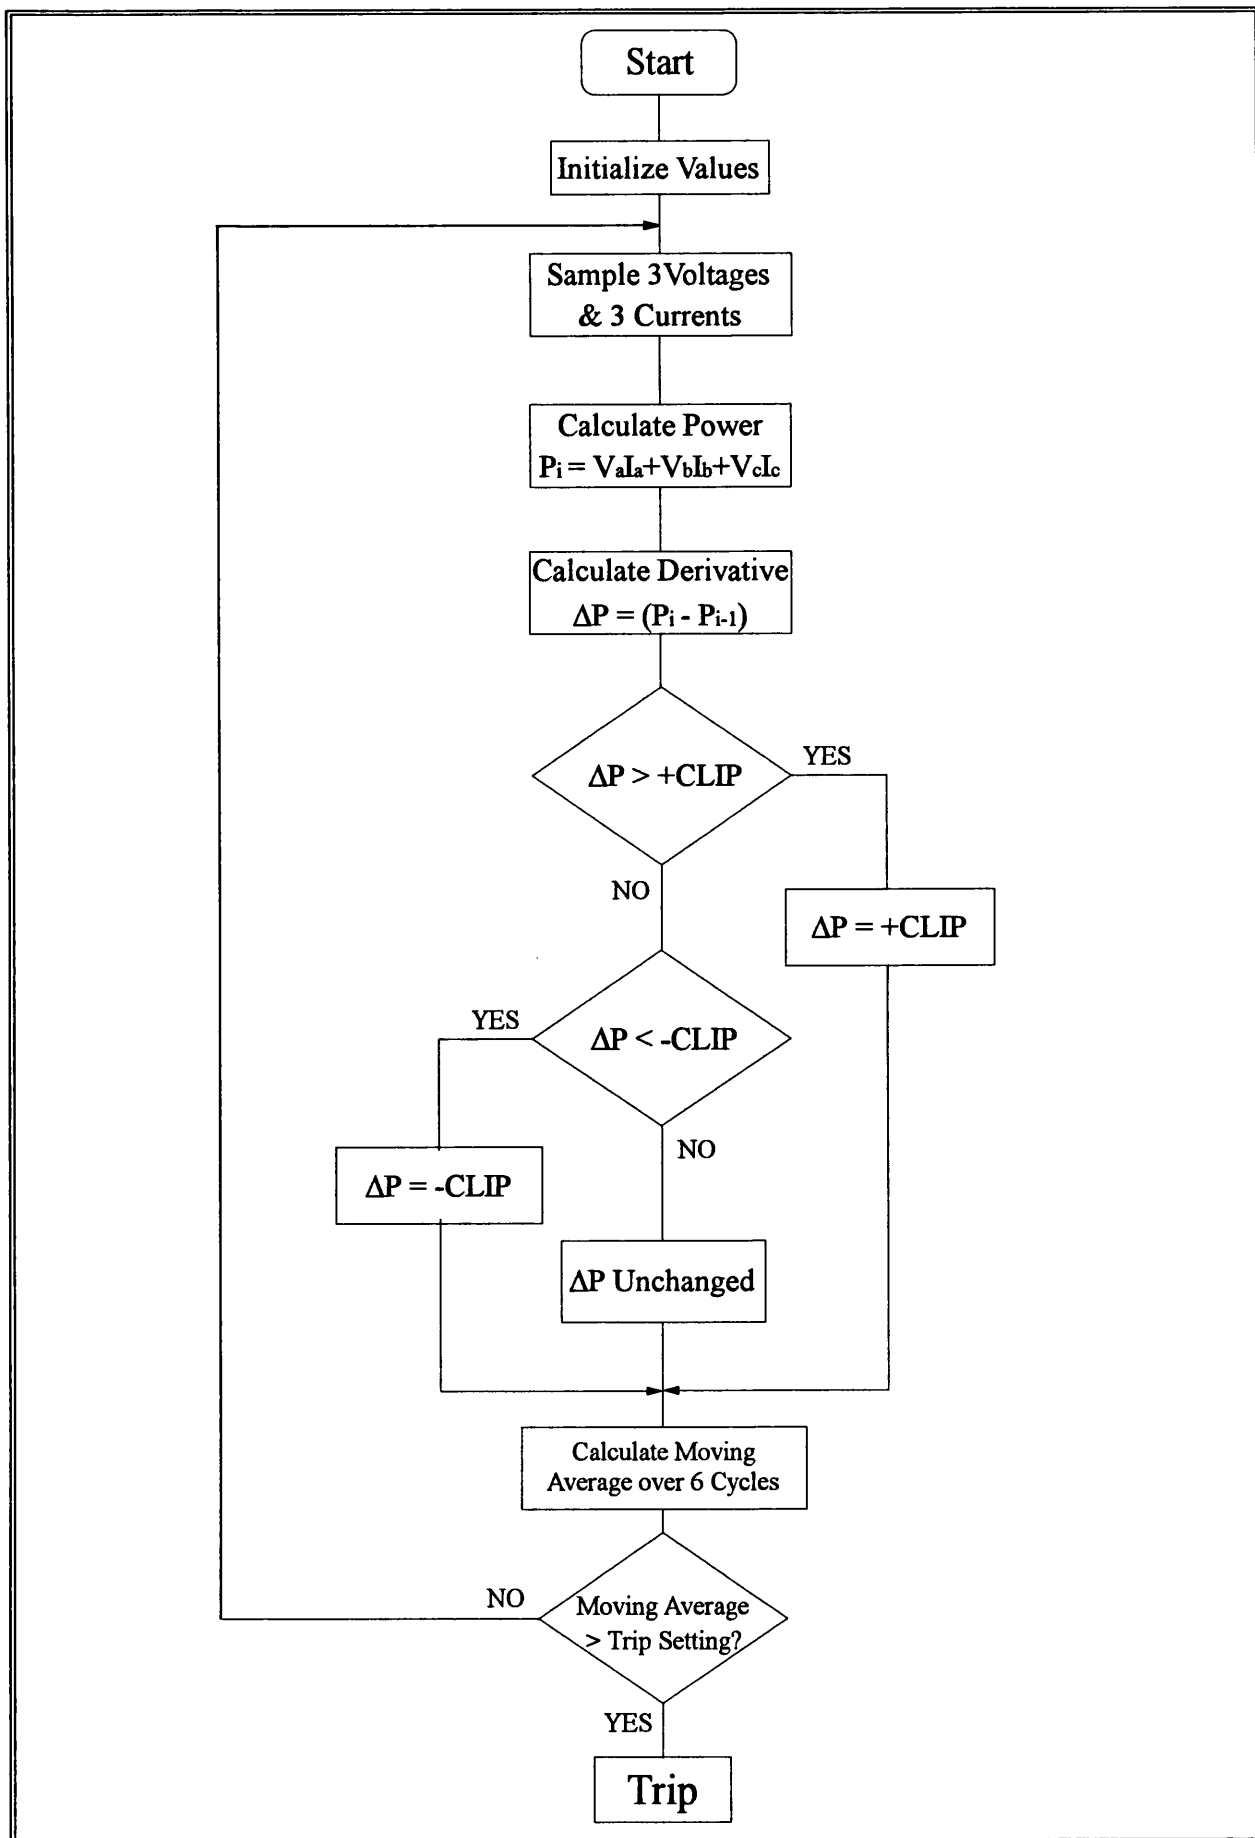 Start
Initialize Values
Sample 3Voltages
& 3 Currents
Calculate Power
Pi = VaIa+VbIb+VcIc
Calculate Derivative
ΔP = (Pi - Pi-1)
ΔP > +CLIP
YES
NO
ΔP = +CLIP
YES
ΔP < -CLIP
NO
ΔP = -CLIP
ΔP Unchanged
Calculate Moving
Average over 6 Cycles
NO
Moving Average
> Trip Setting?
YES
Trip